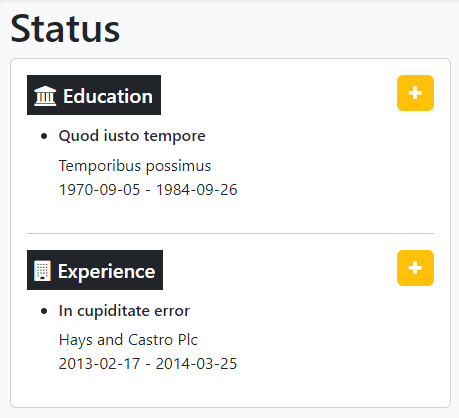 Status
Education
+
Quod iusto tempore
Temporibus possimus
1970-09-05 - 1984-09-26
Experience
+
In cupiditate error
Hays and Castro Plc
2013-02-17 - 2014-03-25